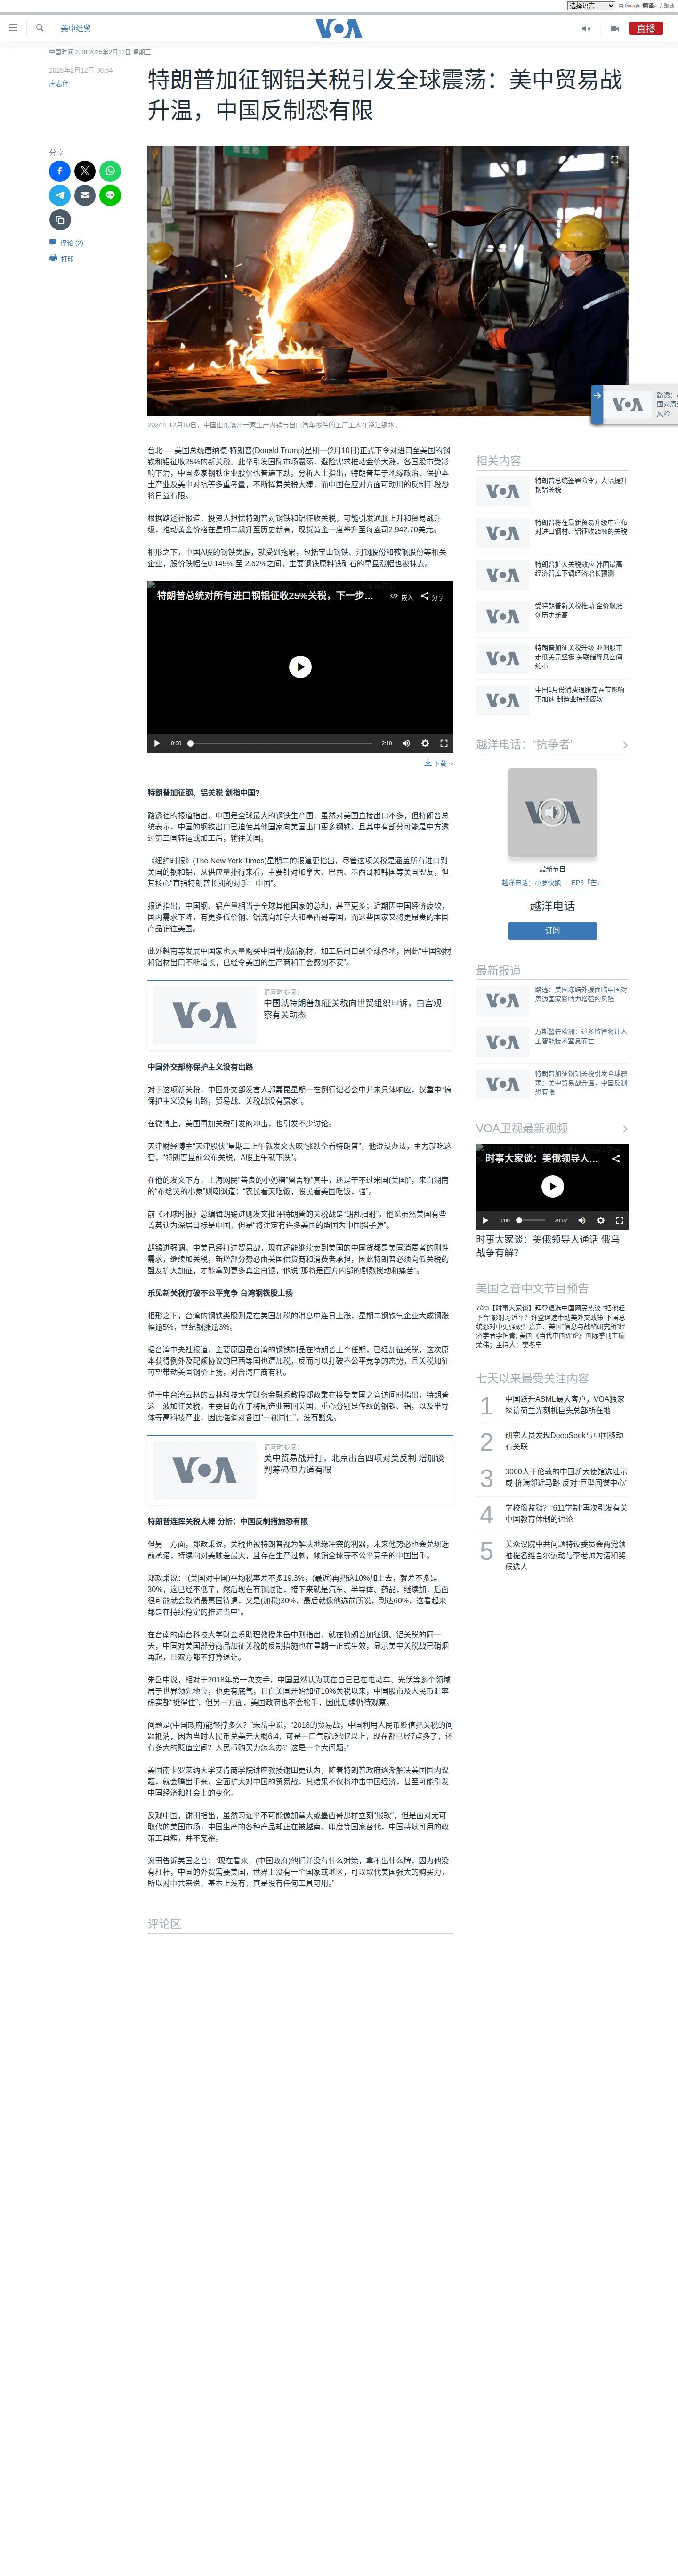 选择语言 由 Google 翻译强力驱动
美中经贸
VOA
直播
中国时间 2:38 2025年2月12日 星期三
2025年2月12日 00:54
庄志伟
特朗普加征钢铝关税引发全球震荡：美中贸易战
升温，中国反制恐有限
分享
评论 (2)
打印
2024年12月10日，中国山东滨州一家生产内销与出口汽车零件的工厂工人在浇注钢水。
台北 — 美国总统唐纳德·特朗普(Donald Trump)星期一(2月10日)正式下令对进口至美国的钢
铁和铝征收25%的新关税。此举引发国际市场震荡，避险需求推动金价大涨，各国股市受影
响下滑，中国多家钢铁企业股价也普遍下跌。分析人士指出，特朗普基于地缘政治、保护本
土产业及美中对抗等多重考量，不断挥舞关税大棒，而中国在应对方面可动用的反制手段恐
将日益有限。
根据路透社报道，投资人担忧特朗普对钢铁和铝征收关税，可能引发通胀上升和贸易战升
级，推动黄金价格在星期二飙升至历史新高，现货黄金一度攀升至每盎司2,942.70美元。
相形之下，中国A股的钢铁类股，就受到拖累，包括宝山钢铁、河钢股份和鞍钢股份等相关
企业，股价跌幅在0.145% 至 2.62%之间，主要钢铁原料铁矿石的早盘涨幅也被抹去。
特朗普总统对所有进口钢铝征收25%关税，下一步…
嵌入
分享
0:00
2:10
下载
特朗普加征钢、铝关税 剑指中国?
路透社的报道指出，中国是全球最大的钢铁生产国，虽然对美国直接出口不多，但特朗普总
统表示，中国的钢铁出口已迫使其他国家向美国出口更多钢铁，且其中有部分可能是中方透
过第三国转运或加工后，输往美国。
《纽约时报》(The New York Times)星期二的报道更指出，尽管这项关税是涵盖所有进口到
美国的钢和铝，从供应量排行来看，主要针对加拿大、巴西、墨西哥和韩国等美国盟友，但
其核心“直指特朗普长期的对手：中国”。
报道指出，中国钢、铝产量相当于全球其他国家的总和，甚至更多；近期因中国经济疲软，
国内需求下降，有更多低价钢、铝流向加拿大和墨西哥等国，而这些国家又将更昂贵的本国
产品销往美国。
此外越南等发展中国家也大量购买中国半成品钢材，加工后出口到全球各地，因此“中国钢材
和铝材出口不断增长，已经令美国的生产商和工会感到不安”。
请同时参阅：
中国就特朗普加征关税向世贸组织申诉，白宫观
察有关动态
中国外交部称保护主义没有出路
对于这项新关税，中国外交部发言人郭嘉昆星期一在例行记者会中并未具体响应，仅重申“搞
保护主义没有出路，贸易战、关税战没有赢家”。
在微博上，美国再加关税引发的冲击，也引发不少讨论。
天津财经博主“天津股侠”星期二上午就发文大叹“涨跌全看特朗普”，他说没办法，主力就吃这
套，“特朗普盘前公布关税，A股上午就下跌”。
在他的发文下方，上海网民“善良的小奶糖”留言称“真牛，还是干不过米国(美国)”，来自湖南
的“布绘哭的小象”则嘲讽道：“农民看天吃饭，股民看美国吃饭，强”。
前《环球时报》总编辑胡锡进则发文批评特朗普的关税战是“胡乱扫射”，他说虽然美国有些
菁英认为深层目标是中国，但是“将注定有许多美国的盟国为中国挡子弹”。
胡锡进强调，中美已经打过贸易战，现在还能继续卖到美国的中国货都是美国消费者的刚性
需求，继续加关税，新增部分势必由美国供货商和消费者承担，因此特朗普必须向低关税的
盟友扩大加征，才能拿到更多真金白银，他说“那将是西方内部的剧烈搅动和痛苦”。
乐见新关税打破不公平竞争 台湾钢铁股上扬
相形之下，台湾的钢铁类股则是在美国加税的消息中连日上涨，星期二钢铁气企业大成钢涨
幅逾5%，世纪钢涨逾3%。
据台湾中央社报道，主要原因是台湾的钢铁制品在特朗普上个任期，已经加征关税，这次原
本获得例外及配额协议的巴西等国也遭加税，反而可以打破不公平竞争的态势，且关税加征
可望带动美国钢价上扬，对台湾厂商有利。
位于中台湾云林的云林科技大学财务金融系教授郑政秉在接受美国之音访问时指出，特朗普
这一波加征关税，主要目的在于将制造业带回美国，重心分别是传统的钢铁、铝，以及半导
体等高科技产业，因此强调对各国“一视同仁”，没有豁免。
请同时参阅：
美中贸易战开打，北京出台四项对美反制 增加谈
判筹码但力道有限
特朗普连挥关税大棒 分析：中国反制措施恐有限
但另一方面，郑政秉说，关税也被特朗普视为解决地缘冲突的利器，未来他势必也会兑现选
前承诺，持续向对美顺差最大，且存在生产过剩，倾销全球等不公平竞争的中国出手。
郑政秉说：“(美国对中国)平均税率差不多19.3%，(最近)再把这10%加上去，就差不多是
30%，这已经不低了，然后现在有钢跟铝，接下来就是汽车、半导体、药品，继续加，后面
很可能就会取消最惠国待遇，又是(加税)30%，最后就像他选前所说，到达60%，这看起来
都是在持续稳定的推进当中”。
在台南的南台科技大学财金系助理教授朱岳中则指出，就在特朗普加征钢、铝关税的同一
天，中国对美国部分商品加征关税的反制措施也在星期一正式生效，显示美中关税战已硝烟
再起，且双方都不打算退让。
朱岳中说，相对于2018年第一次交手，中国显然认为现在自己已在电动车、光伏等多个领域
居于世界领先地位，也更有底气，且自美国开始加征10%关税以来，中国股市及人民币汇率
确实都“挺得住”，但另一方面，美国政府也不会松手，因此后续仍待观察。
问题是(中国政府)能够撑多久？”朱岳中说，“2018的贸易战，中国利用人民币贬值把关税的问
题抵消，因为当时人民币兑美元大概6.4，可是一口气就贬到7以上，现在都已经7点多了，还
有多大的贬值空间？人民币购买力怎么办？这是一个大问题。”
美国南卡罗莱纳大学艾肯商学院讲座教授谢田更认为，随着特朗普政府逐渐解决美国国内议
题，就会腾出手来，全面扩大对中国的贸易战，其结果不仅将冲击中国经济，甚至可能引发
中国经济和社会上的变化。
反观中国，谢田指出，虽然习近平不可能像加拿大或墨西哥那样立刻“服软”，但是面对无可
取代的美国市场，中国生产的各种产品却正在被越南、印度等国家替代，中国持续可用的政
策工具箱，并不宽裕。
谢田告诉美国之音：“现在看来，(中国政府)他们并没有什么对策，拿不出什么牌，因为他没
有杠杆，中国的外贸需要美国，世界上没有一个国家或地区，可以取代美国强大的购买力，
所以对中共来说，基本上没有，真是没有任何工具可用。”
评论区
相关内容
特朗普总统签署命令，大幅提升
钢铝关税
特朗普将在最新贸易升级中宣布
对进口钢材、铝征收25%的关税
特朗普扩大关税效应 韩国最高
经济智库下调经济增长预测
受特朗普新关税推动 金价飙涨
创历史新高
特朗普加征关税升级 亚洲股市
走低美元坚挺 美联储降息空间
缩小
中国1月份消费通胀在春节影响
下加速 制造业持续疲软
越洋电话：“抗争者”
最新节目
越洋电话：小罗快跑 ｜ EP3「芒」
越洋电话
订阅
最新报道
路透：美国冻结外援面临中国对
周边国家影响力增强的风险
万斯警告欧洲：过多监管将让人
工智能技术窒息而亡
特朗普加征钢铝关税引发全球震
荡：美中贸易战升温，中国反制
恐有限
VOA卫视最新视频
时事大家谈：美俄领导人…
0:00
20:07
时事大家谈：美俄领导人通话 俄乌
战争有解？
美国之音中文节目预告
7/23【时事大家谈】拜登退选中国网民热议 “把他赶
下台”影射习近平？拜登退选牵动美外交政策 下届总
统恐对中更强硬？嘉宾：美国“信息与战略研究所”经
济学者李恒青; 美国《当代中国评论》国际季刊主编
荣伟；主持人：樊冬宁
七天以来最受关注内容
1 中国跃升ASML最大客户，VOA独家
探访荷兰光刻机巨头总部所在地
2 研究人员发现DeepSeek与中国移动
有关联
3 3000人于伦敦的中国新大使馆选址示
威 挤满邻近马路 反对“巨型间谍中心”
4 学校像监狱？“611学制”再次引发有关
中国教育体制的讨论
5 美众议院中共问题特设委员会两党领
袖提名维吾尔运动与李老师为诺和奖
候选人